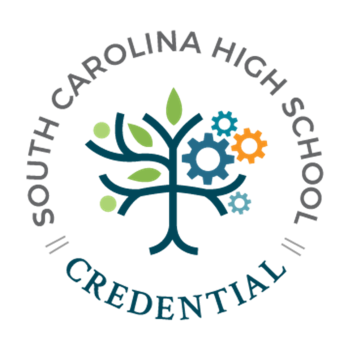 SOUTH CAROLINA HIGH SCHOOL
CREDENTIAL